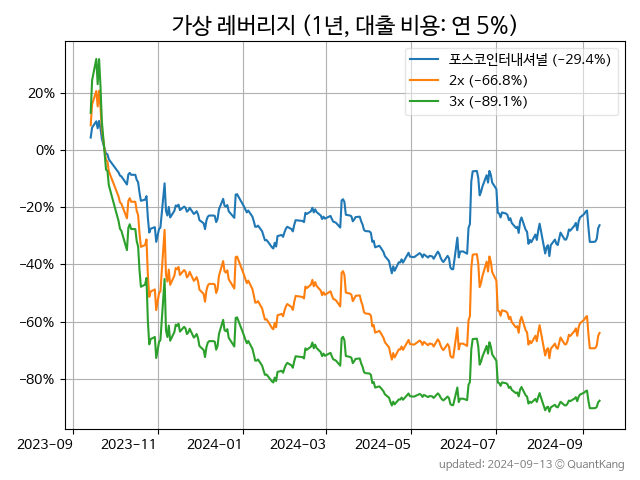 가상 레버리지 (1년, 대출 비용: 연 5%)
포스코인터내셔널 (−29.4%)
2x (−66.8%)
3x (−89.1%)
20%
0%
−20%
−40%
−60%
−80%
2023-09 2023-11 2024-01 2024-03 2024-05 2024-07 2024-09
updated: 2024-09-13 © QuantKang